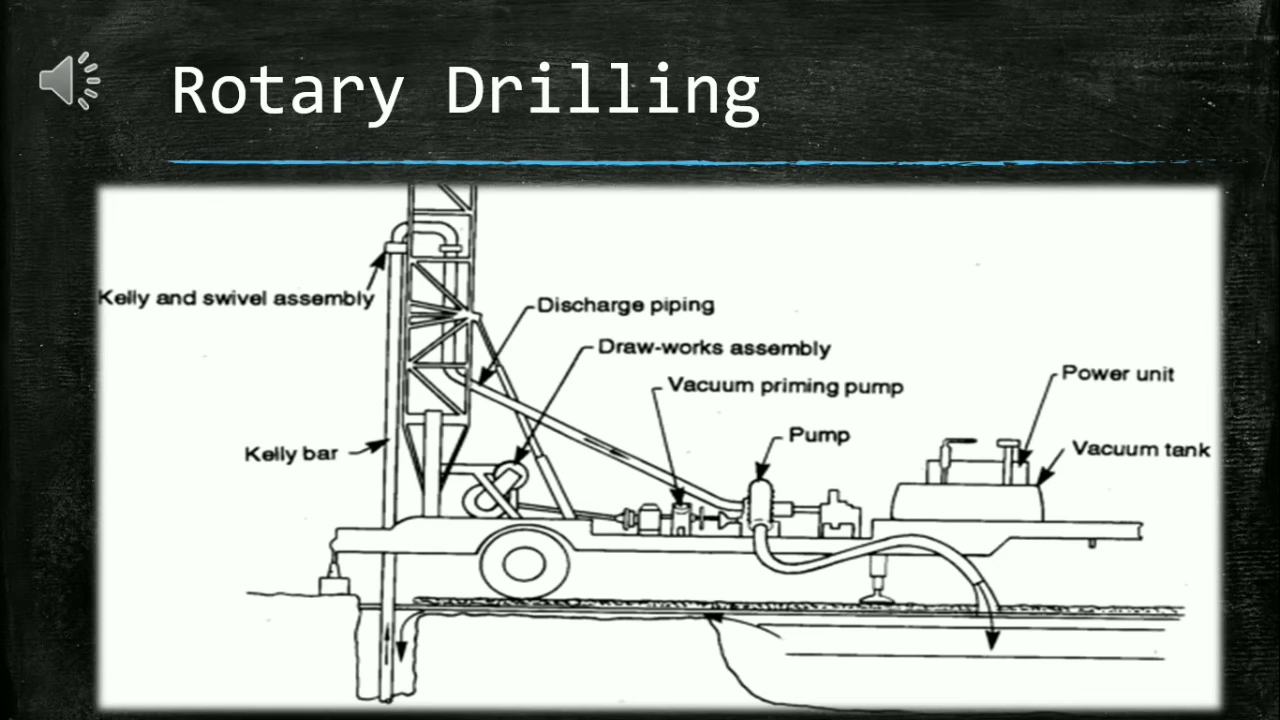 Rotary Drilling
Kelly and swivel assembly
Discharge piping
Draw-works assembly
Vacuum priming pump
Power unit
Pump
Vacuum tank
Kelly bar